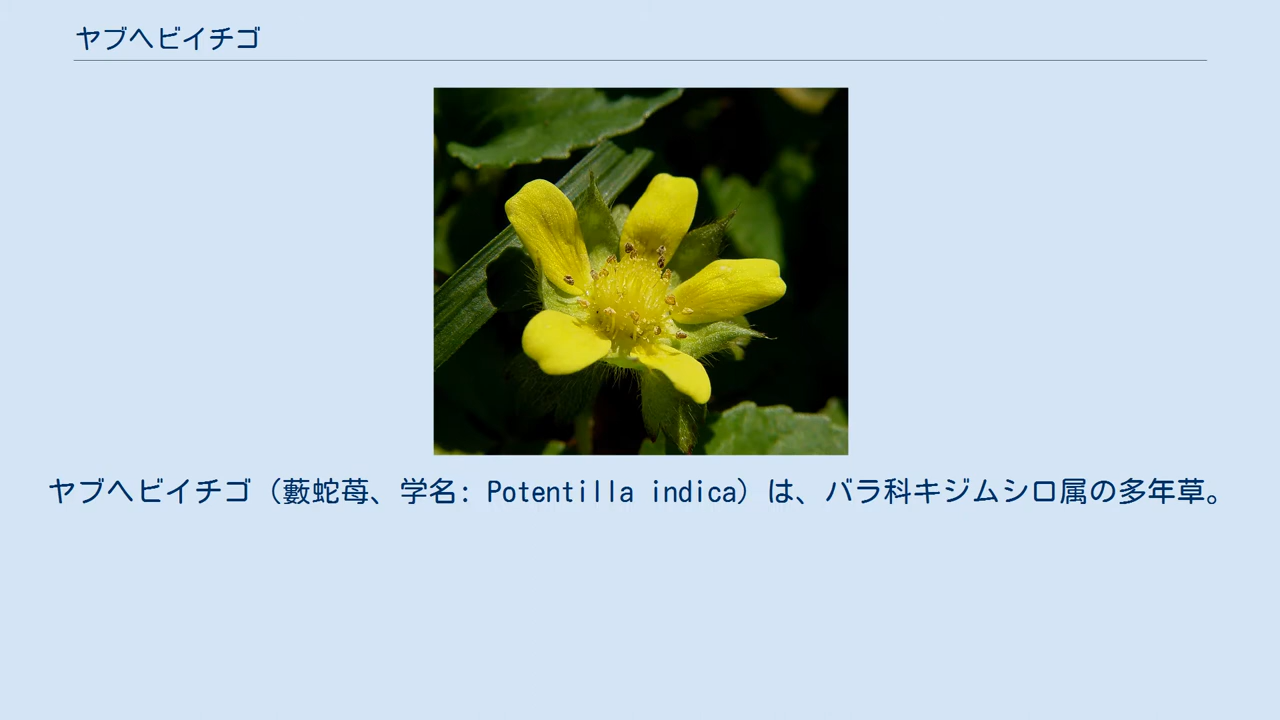 ヤブヘビイチゴ
ヤブヘビイチゴ（藪蛇苺、学名: Potentilla indica）は、バラ科キジムシロ属の多年草。